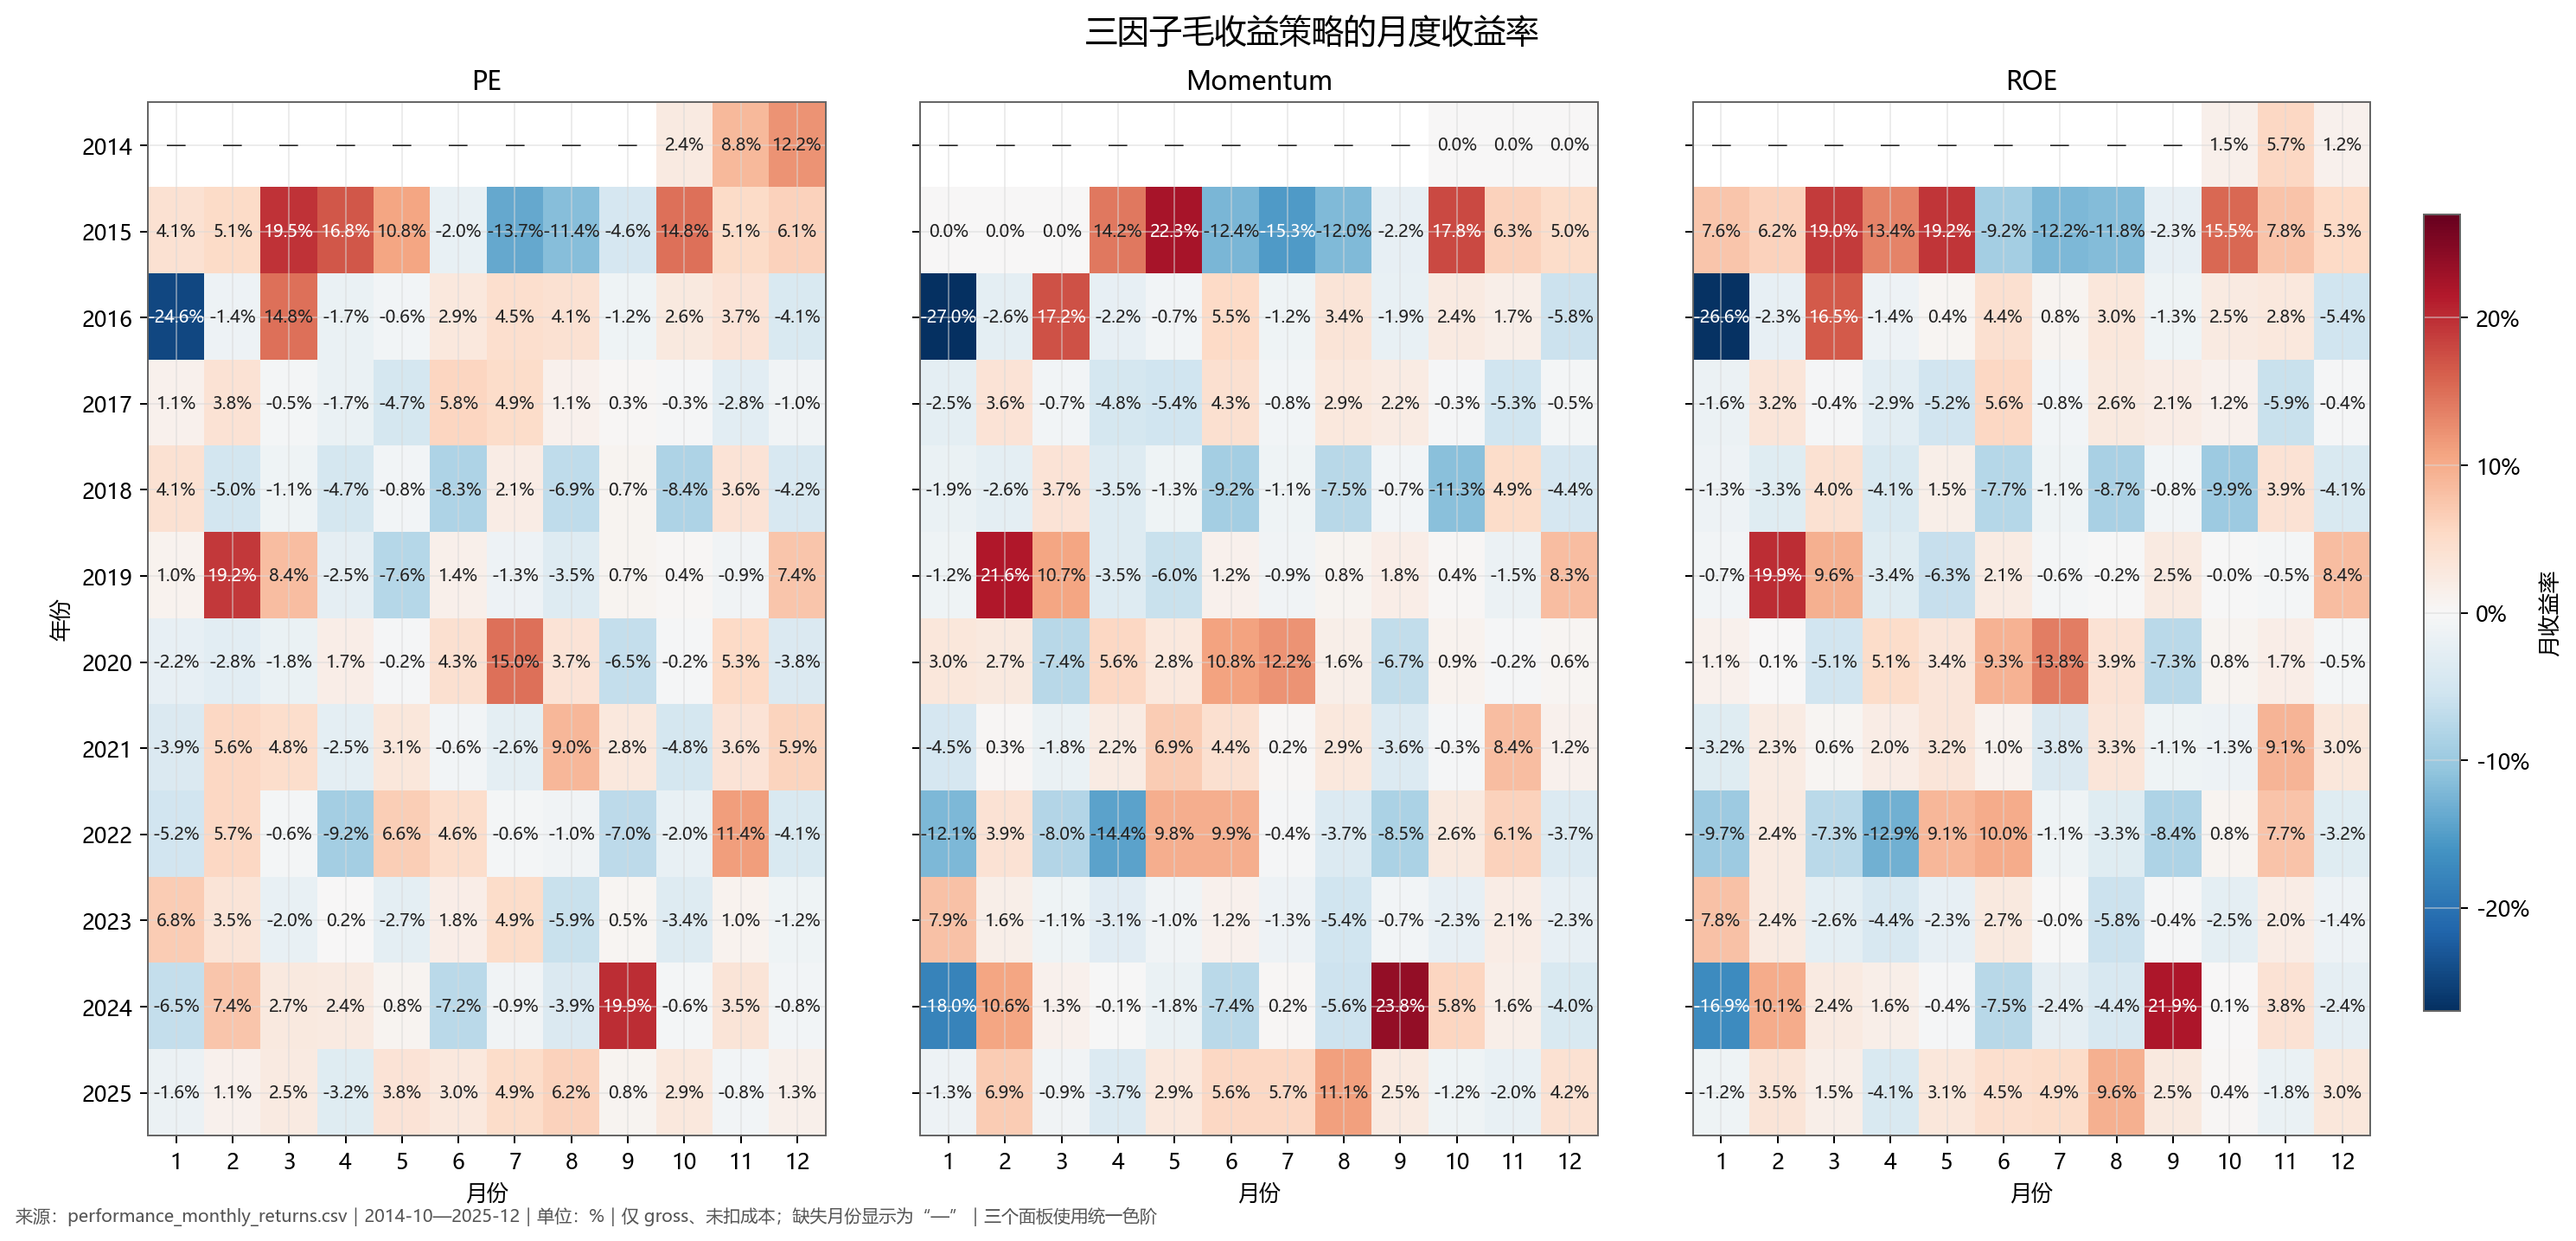 三因子毛收益策略的月度收益率
PE
年份
2014 — — — — — — — — — 2.4% 8.8% 12.2%
2015 4.1% 5.1% 19.5% 16.8% 10.8% -2.0% -13.7% -11.4% -4.6% 14.8% 5.1% 6.1%
2016 -24.6% -1.4% 14.8% -1.7% -0.6% 2.9% 4.5% 4.1% -1.2% 2.6% 3.7% -4.1%
2017 1.1% 3.8% -0.5% -1.7% -4.7% 5.8% 4.9% 1.1% 0.3% -0.3% -2.8% -1.0%
2018 4.1% -5.0% -1.1% -4.7% -0.8% -8.3% 2.1% -6.9% 0.7% -8.4% 3.6% -4.2%
2019 1.0% 19.2% 8.4% -2.5% -7.6% 1.4% -1.3% -3.5% 0.7% 0.4% -0.9% 7.4%
2020 -2.2% -2.8% -1.8% 1.7% -0.2% 4.3% 15.0% 3.7% -6.5% -0.2% 5.3% -3.8%
2021 -3.9% 5.6% 4.8% -2.5% 3.1% -0.6% -2.6% 9.0% 2.8% -4.8% 3.6% 5.9%
2022 -5.2% 5.7% -0.6% -9.2% 6.6% 4.6% -0.6% -1.0% -7.0% -2.0% 11.4% -4.1%
2023 6.8% 3.5% -2.0% 0.2% -2.7% 1.8% 4.9% -5.9% 0.5% -3.4% 1.0% -1.2%
2024 -6.5% 7.4% 2.7% 2.4% 0.8% -7.2% -0.9% -3.9% 19.9% -0.6% 3.5% -0.8%
2025 -1.6% 1.1% 2.5% -3.2% 3.8% 3.0% 4.9% 6.2% 0.8% 2.9% -0.8% 1.3%
1 2 3 4 5 6 7 8 9 10 11 12
月份
Momentum
— — — — — — — — — 0.0% 0.0% 0.0%
0.0% 0.0% 0.0% 14.2% 22.3% -12.4% -15.3% -12.0% -2.2% 17.8% 6.3% 5.0%
-27.0% -2.6% 17.2% -2.2% -0.7% 5.5% -1.2% 3.4% -1.9% 2.4% 1.7% -5.8%
-2.5% 3.6% -0.7% -4.8% -5.4% 4.3% -0.8% 2.9% 2.2% -0.3% -5.3% -0.5%
-1.9% -2.6% 3.7% -3.5% -1.3% -9.2% -1.1% -7.5% -0.7% -11.3% 4.9% -4.4%
-1.2% 21.6% 10.7% -3.5% -6.0% 1.2% -0.9% 0.8% 1.8% 0.4% -1.5% 8.3%
3.0% 2.7% -7.4% 5.6% 2.8% 10.8% 12.2% 1.6% -6.7% 0.9% -0.2% 0.6%
-4.5% 0.3% -1.8% 2.2% 6.9% 4.4% 0.2% 2.9% -3.6% -0.3% 8.4% 1.2%
-12.1% 3.9% -8.0% -14.4% 9.8% 9.9% -0.4% -3.7% -8.5% 2.6% 6.1% -3.7%
7.9% 1.6% -1.1% -3.1% -1.0% 1.2% -1.3% -5.4% -0.7% -2.3% 2.1% -2.3%
-18.0% 10.6% 1.3% -0.1% -1.8% -7.4% 0.2% -5.6% 23.8% 5.8% 1.6% -4.0%
-1.3% 6.9% -0.9% -3.7% 2.9% 5.6% 5.7% 11.1% 2.5% -1.2% -2.0% 4.2%
1 2 3 4 5 6 7 8 9 10 11 12
月份
ROE
— — — — — — — — — 1.5% 5.7% 1.2%
7.6% 6.2% 19.0% 13.4% 19.2% -9.2% -12.2% -11.8% -2.3% 15.5% 7.8% 5.3%
-26.6% -2.3% 16.5% -1.4% 0.4% 4.4% 0.8% 3.0% -1.3% 2.5% 2.8% -5.4%
-1.6% 3.2% -0.4% -2.9% -5.2% 5.6% -0.8% 2.6% 2.1% 1.2% -5.9% -0.4%
-1.3% -3.3% 4.0% -4.1% 1.5% -7.7% -1.1% -8.7% -0.8% -9.9% 3.9% -4.1%
-0.7% 19.9% 9.6% -3.4% -6.3% 2.1% -0.6% -0.2% 2.5% -0.0% -0.5% 8.4%
1.1% 0.1% -5.1% 5.1% 3.4% 9.3% 13.8% 3.9% -7.3% 0.8% 1.7% -0.5%
-3.2% 2.3% 0.6% 2.0% 3.2% 1.0% -3.8% 3.3% -1.1% -1.3% 9.1% 3.0%
-9.7% 2.4% -7.3% -12.9% 9.1% 10.0% -1.1% -3.3% -8.4% 0.8% 7.7% -3.2%
7.8% 2.4% -2.6% -4.4% -2.3% 2.7% -0.0% -5.8% -0.4% -2.5% 2.0% -1.4%
-16.9% 10.1% 2.4% 1.6% -0.4% -7.5% -2.4% -4.4% 21.9% 0.1% 3.8% -2.4%
-1.2% 3.5% 1.5% -4.1% 3.1% 4.5% 4.9% 9.6% 2.5% 0.4% -1.8% 3.0%
1 2 3 4 5 6 7 8 9 10 11 12
月份
20%
10%
0%
-10%
-20%
月收益率
来源：performance_monthly_returns.csv | 2014-10—2025-12 | 单位：% | 仅 gross、未扣成本；缺失月份显示为“—” | 三个面板使用统一色阶